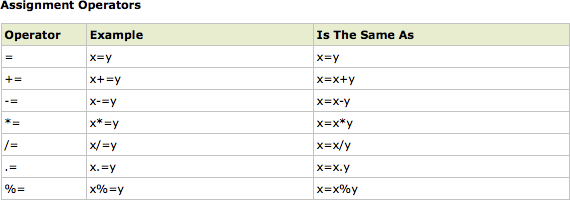 Assignment Operators
Operator Example Is The Same As
= x=y x=y
+= x+=y x=x+y
-= x-=y x=x-y
*= x*=y x=x*y
/= x/=y x=x/y
.= x.=y x=x.y
%= x%=y x=x%y